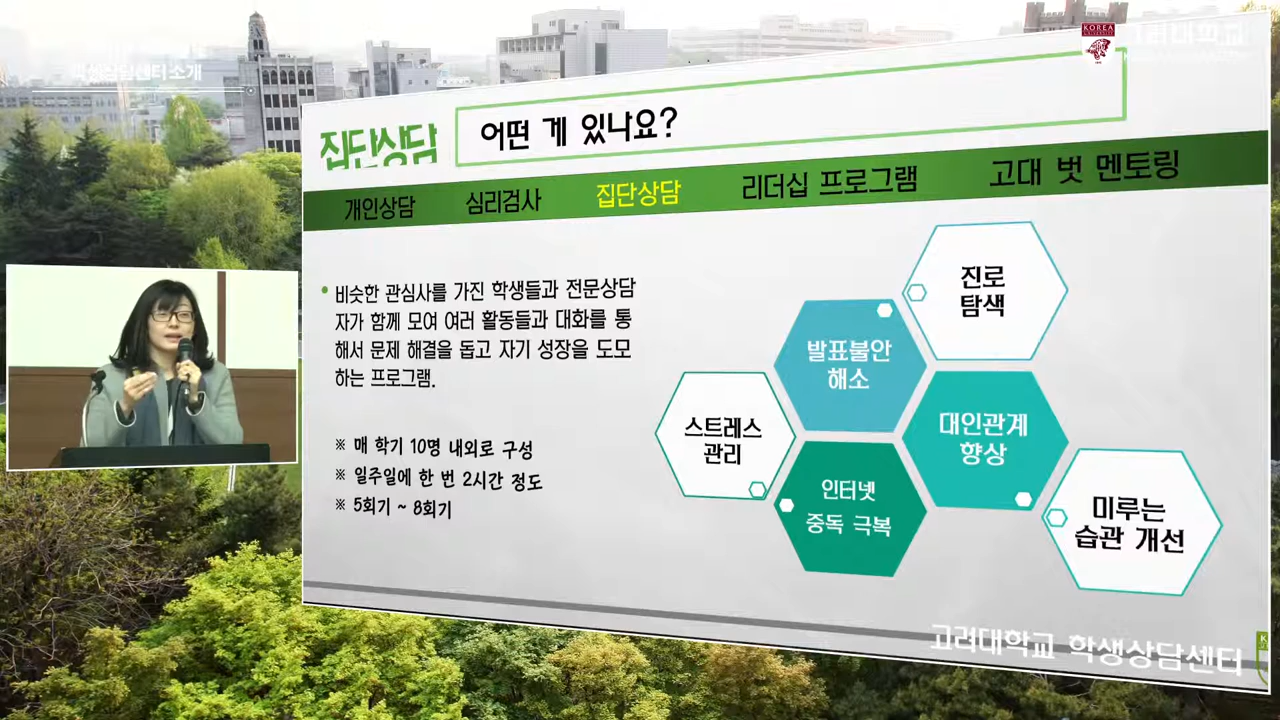 상담센터 소개
KOREA
고려대학교
집단상담
어떤 게 있나요?
개인상담 심리검사 집단상담 리더십 프로그램 고대 벗 멘토링
• 비슷한 관심사를 가진 학생들과 전문상담
자가 함께 모여 여러 활동들과 대화를 통
해서 문제 해결을 돕고 자기 성장을 도모
하는 프로그램.
※ 매 학기 10명 내외로 구성
※ 일주일에 한 번 2시간 정도
※ 5회기 ~ 8회기
진로
탐색
발표불안
해소
스트레스
관리
대인관계
향상
인터넷
중독 극복
미루는
습관 개선
고려대학교 학생상담센터